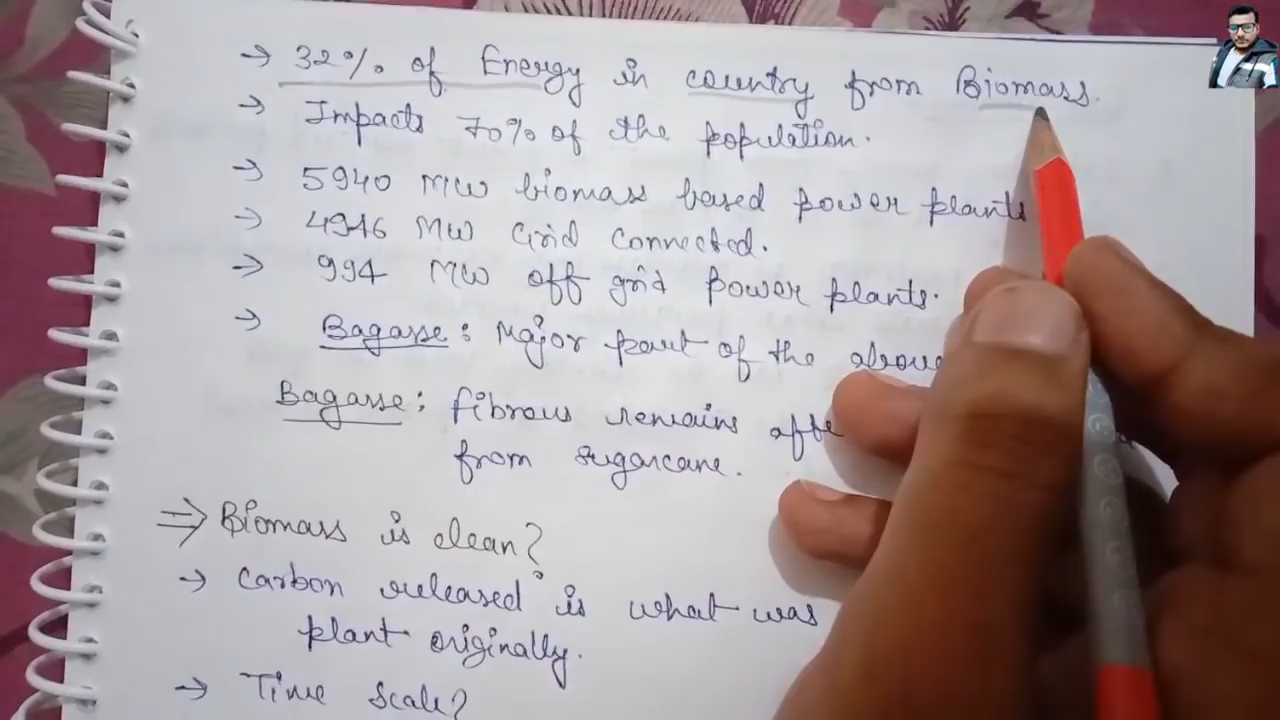 → 32% of Energy in country from Biomass.
→ Impacts 70% of the population.
→ 5940 MW biomass based power plants
→ 4946 MW Grid Connected.
→ 994 MW off grid power plants.
→ Bagasse: Major part of the above
Bagasse: fibrous remains afte
from sugarcane.
⇒ Biomass is clean?
→ Carbon released is what was
plant originally.
→ Time scale?